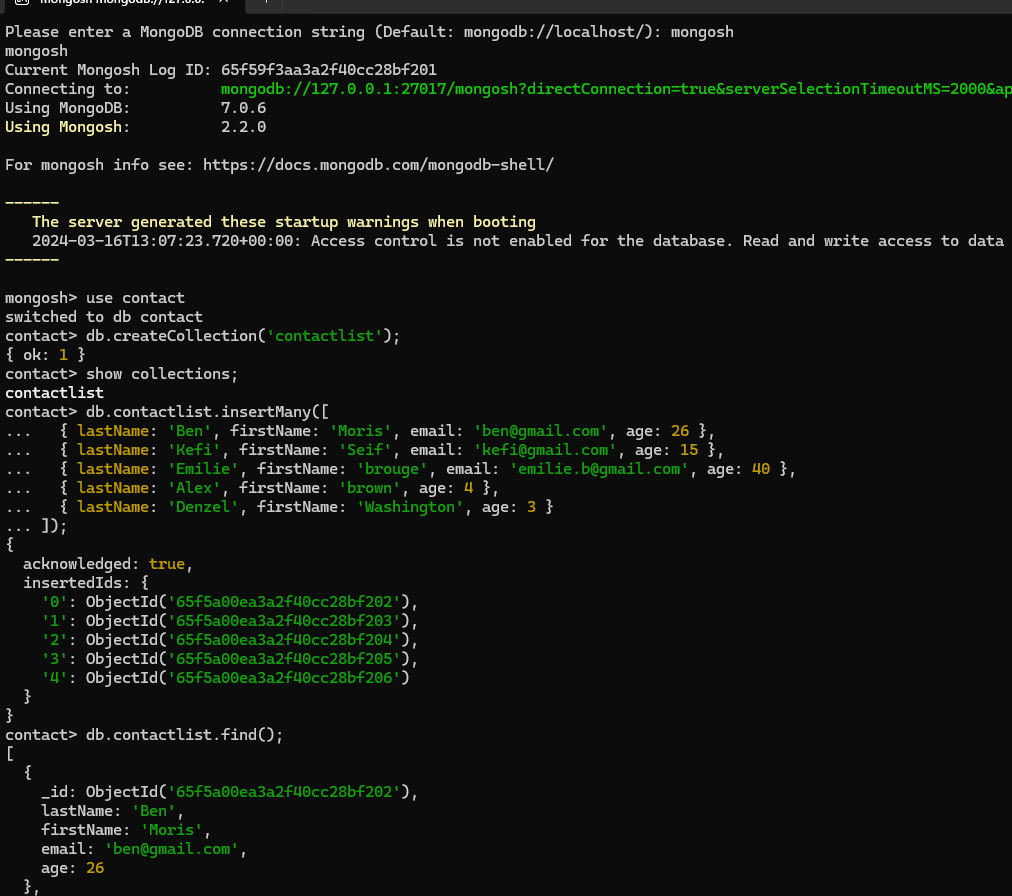 mongosh mongodb://127.0.0.
Please enter a MongoDB connection string (Default: mongodb://localhost/): mongosh
mongosh
Current Mongosh Log ID: 65f59f3aa3a2f40cc28bf201
Connecting to:          mongodb://127.0.0.1:27017/mongosh?directConnection=true&serverSelectionTimeoutMS=2000&ap
Using MongoDB:          7.0.6
Using Mongosh:          2.2.0
For mongosh info see: https://docs.mongodb.com/mongodb-shell/
------
   The server generated these startup warnings when booting
   2024-03-16T13:07:23.720+00:00: Access control is not enabled for the database. Read and write access to data
------
mongosh> use contact
switched to db contact
contact> db.createCollection('contactlist');
{ ok: 1 }
contact> show collections;
contactlist
contact> db.contactlist.insertMany([
...   { lastName: 'Ben', firstName: 'Moris', email: 'ben@gmail.com', age: 26 },
...   { lastName: 'Kefi', firstName: 'Seif', email: 'kefi@gmail.com', age: 15 },
...   { lastName: 'Emilie', firstName: 'brouge', email: 'emilie.b@gmail.com', age: 40 },
...   { lastName: 'Alex', firstName: 'brown', age: 4 },
...   { lastName: 'Denzel', firstName: 'Washington', age: 3 }
... ]);
{
  acknowledged: true,
  insertedIds: {
    '0': ObjectId('65f5a00ea3a2f40cc28bf202'),
    '1': ObjectId('65f5a00ea3a2f40cc28bf203'),
    '2': ObjectId('65f5a00ea3a2f40cc28bf204'),
    '3': ObjectId('65f5a00ea3a2f40cc28bf205'),
    '4': ObjectId('65f5a00ea3a2f40cc28bf206')
  }
}
contact> db.contactlist.find();
[
  {
    _id: ObjectId('65f5a00ea3a2f40cc28bf202'),
    lastName: 'Ben',
    firstName: 'Moris',
    email: 'ben@gmail.com',
    age: 26
  },